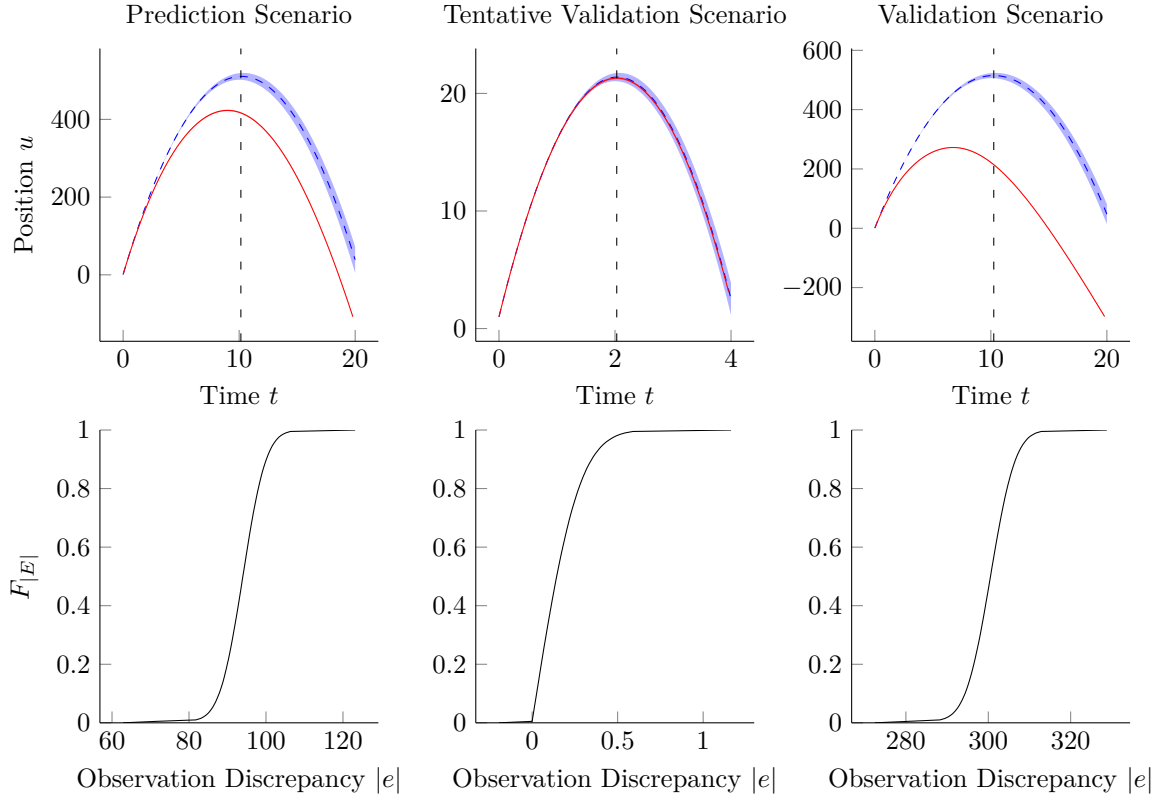 Prediction Scenario
Tentative Validation Scenario
Validation Scenario
Position u
400
200
0
0 10 20
Time t
20
10
0
0 2 4
Time t
600
400
200
0
−200
0 10 20
Time t
F|E|
1
0.8
0.6
0.4
0.2
0
60 80 100 120
Observation Discrepancy |e|
1
0.8
0.6
0.4
0.2
0
0 0.5 1
Observation Discrepancy |e|
1
0.8
0.6
0.4
0.2
0
280 300 320
Observation Discrepancy |e|